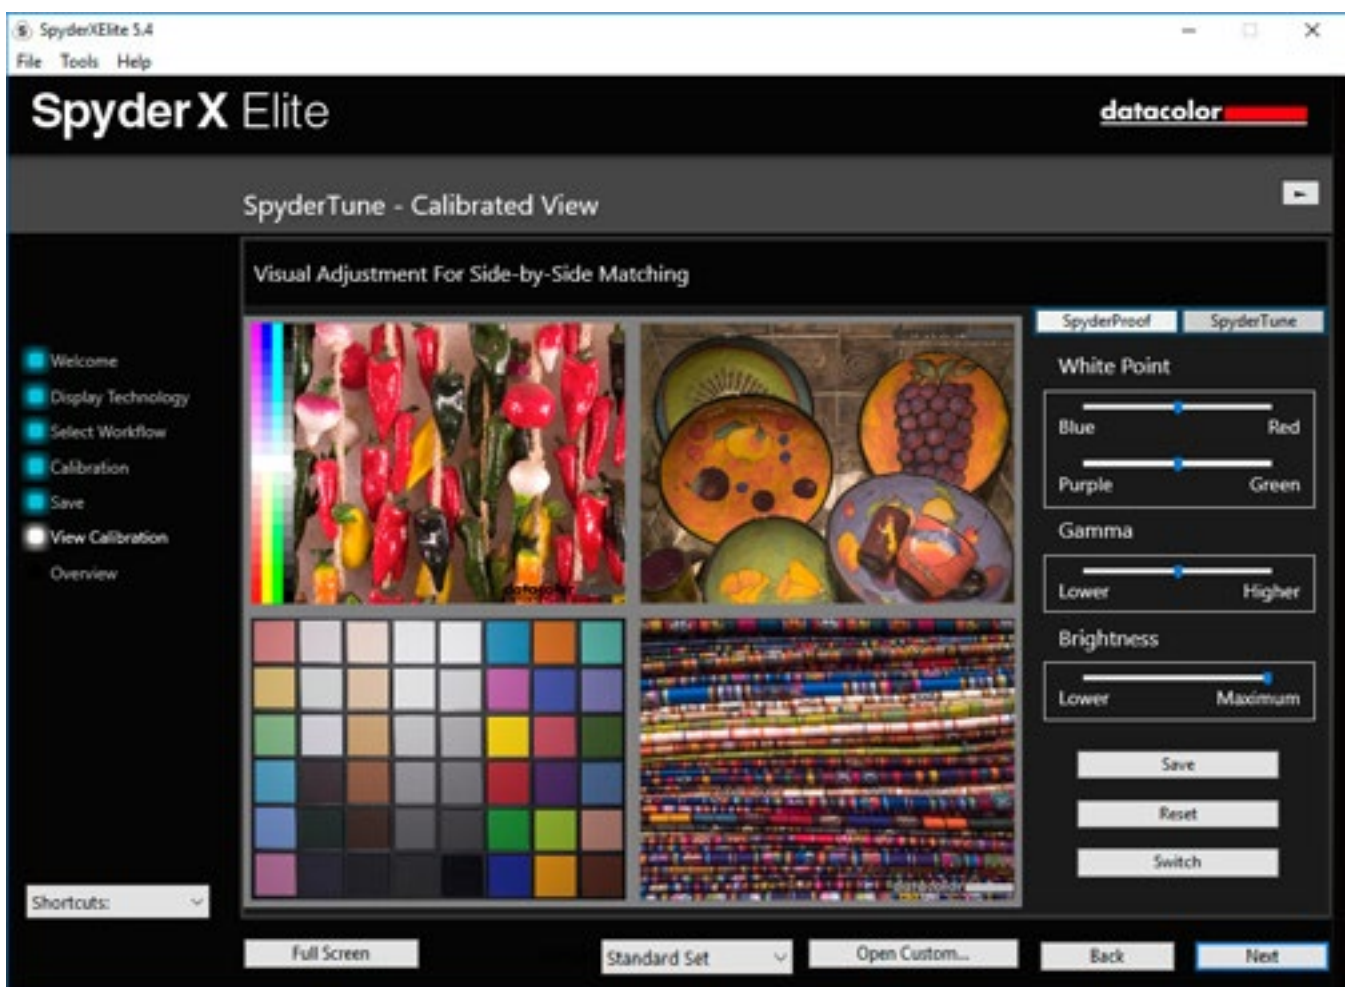 SpyderXElite 5.4
File Tools Help
Spyder X Elite
datacolor
SpyderTune - Calibrated View
Visual Adjustment For Side-by-Side Matching
SpyderProof SpyderTune
Welcome
Display Technology
Select Workflow
Calibration
Save
View Calibration
Overview
White Point
Blue Red
Purple Green
Gamma
Lower Higher
Brightness
Lower Maximum
Save
Reset
Switch
datacolor
datacolor
Shortcuts:
Full Screen
Standard Set
Open Custom...
Back
Next